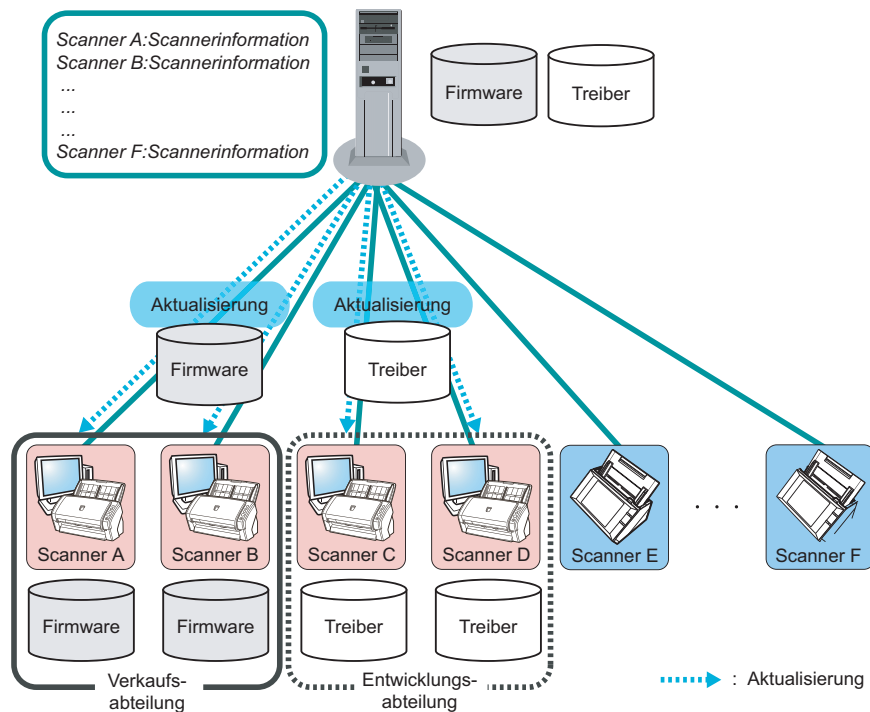 Scanner A:Scannerinformation
Scanner B:Scannerinformation
...
...
...
Scanner F:Scannerinformation
Firmware
Treiber
Aktualisierung
Aktualisierung
Firmware
Treiber
Scanner A
Scanner B
Scanner C
Scanner D
Scanner E
. . .
Scanner F
Firmware
Firmware
Treiber
Treiber
Verkaufs-
abteilung
Entwicklungs-
abteilung
: Aktualisierung